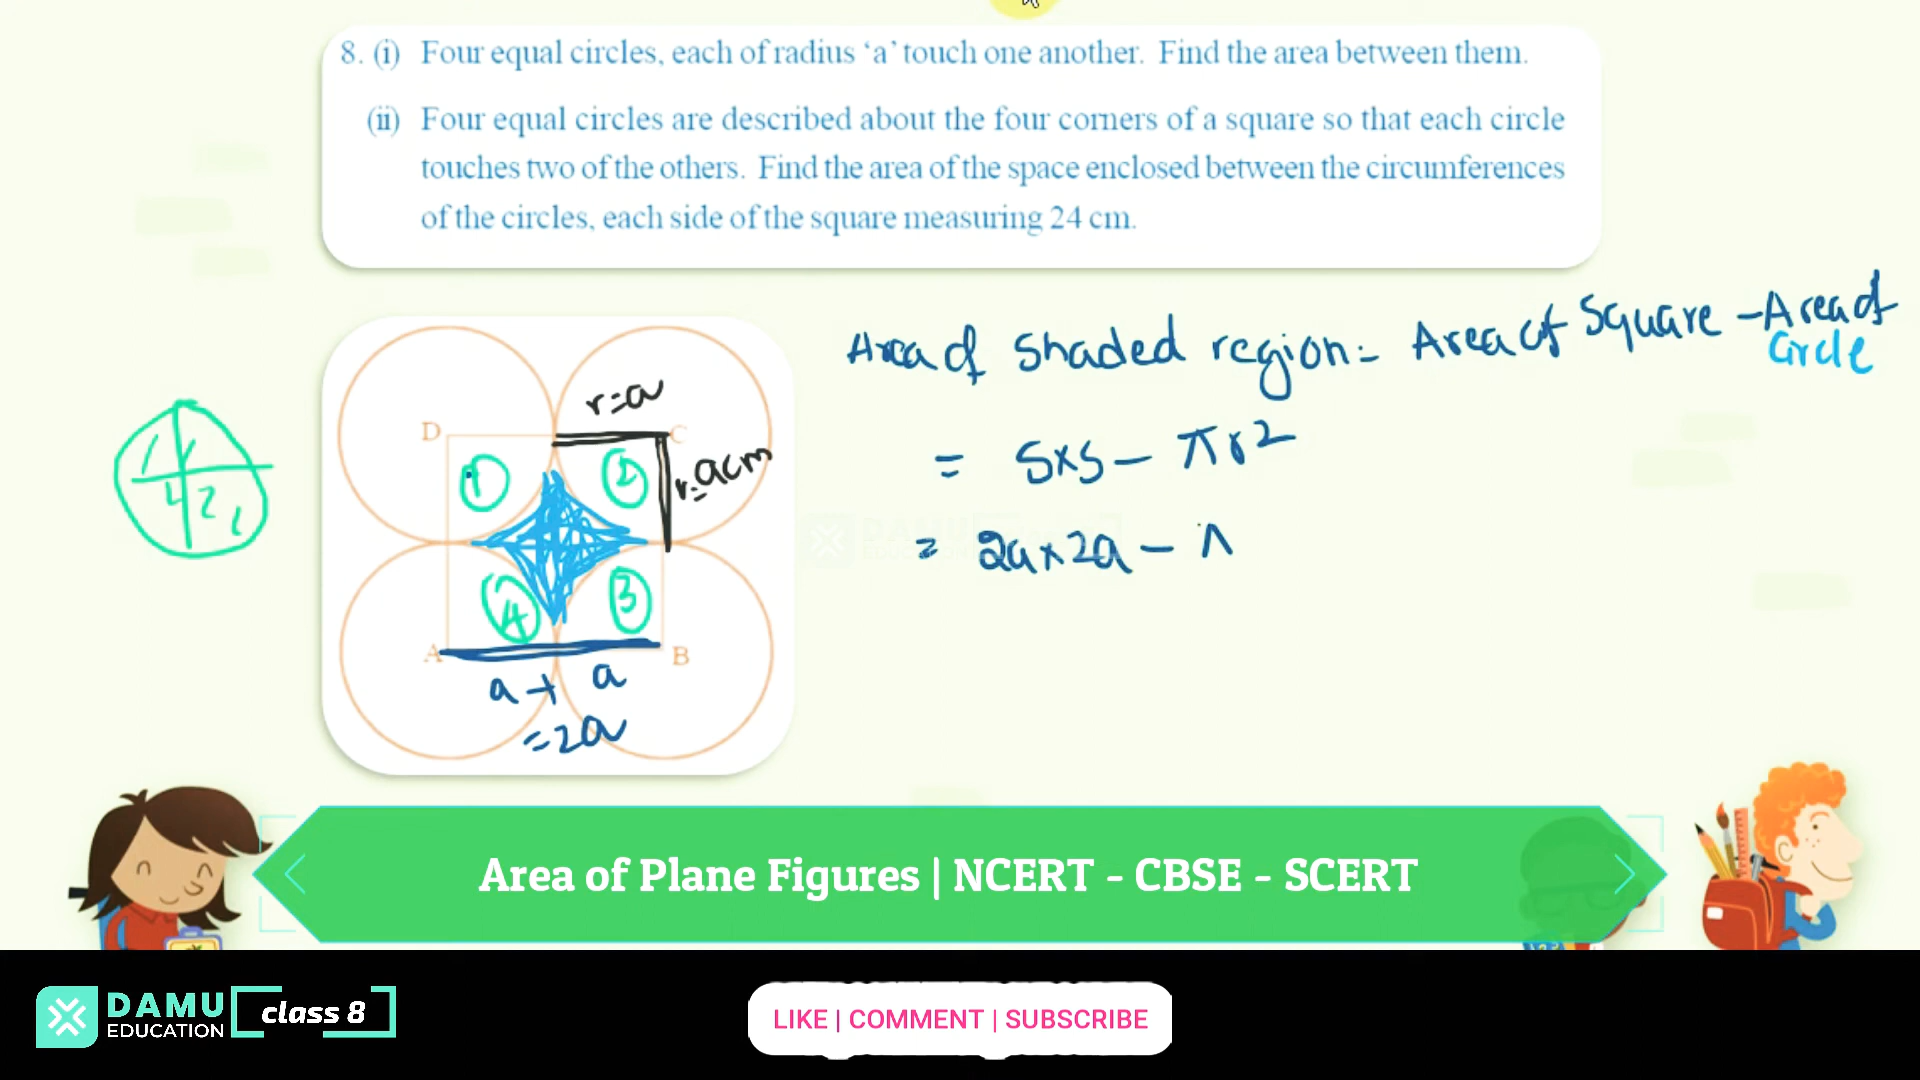 8. (i) Four equal circles, each of radius ‘a’ touch one another. Find the area between them.
(ii) Four equal circles are described about the four corners of a square so that each circle
touches two of the others. Find the area of the space enclosed between the circumferences
of the circles, each side of the square measuring 24 cm.
Area of Shaded region = Area of Square - Area of
Circle
= S×S - πr²
= 2a×2a -
D
C
r=a
r=acm
1
2
4
3
A
B
a + a
=2a
Area of Plane Figures | NCERT - CBSE - SCERT
DAMU
EDUCATION
class 8
LIKE | COMMENT | SUBSCRIBE